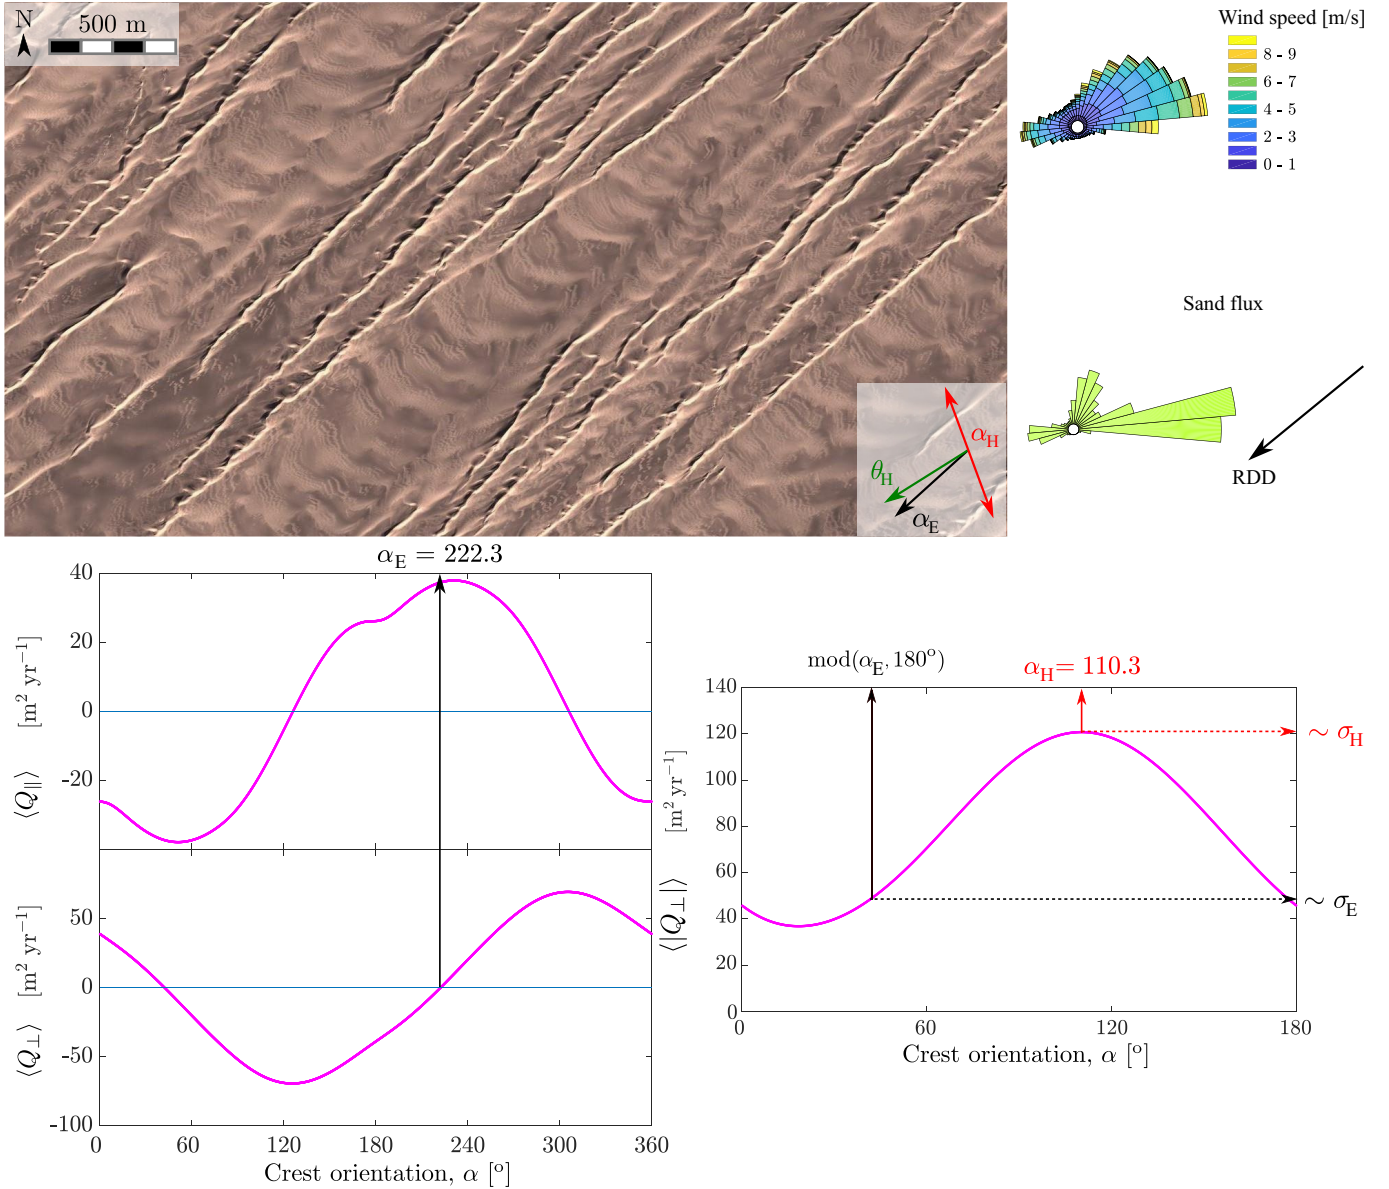 N
500 m
Wind speed [m/s]
8 - 9
6 - 7
4 - 5
2 - 3
0 - 1
Sand flux
RDD
α_H
θ_H
α_E
α_E = 222.3
40
20
0
-20
⟨Q_∥⟩ [m² yr⁻¹]
50
0
-50
-100
⟨Q_⊥⟩ [m² yr⁻¹]
0 60 120 180 240 300 360
Crest orientation, α [°]
mod(α_E, 180°)
α_H = 110.3
140
120
100
80
60
40
20
0
⟨|Q_⊥|⟩ [m² yr⁻¹]
~ σ_H
~ σ_E
0 60 120 180
Crest orientation, α [°]